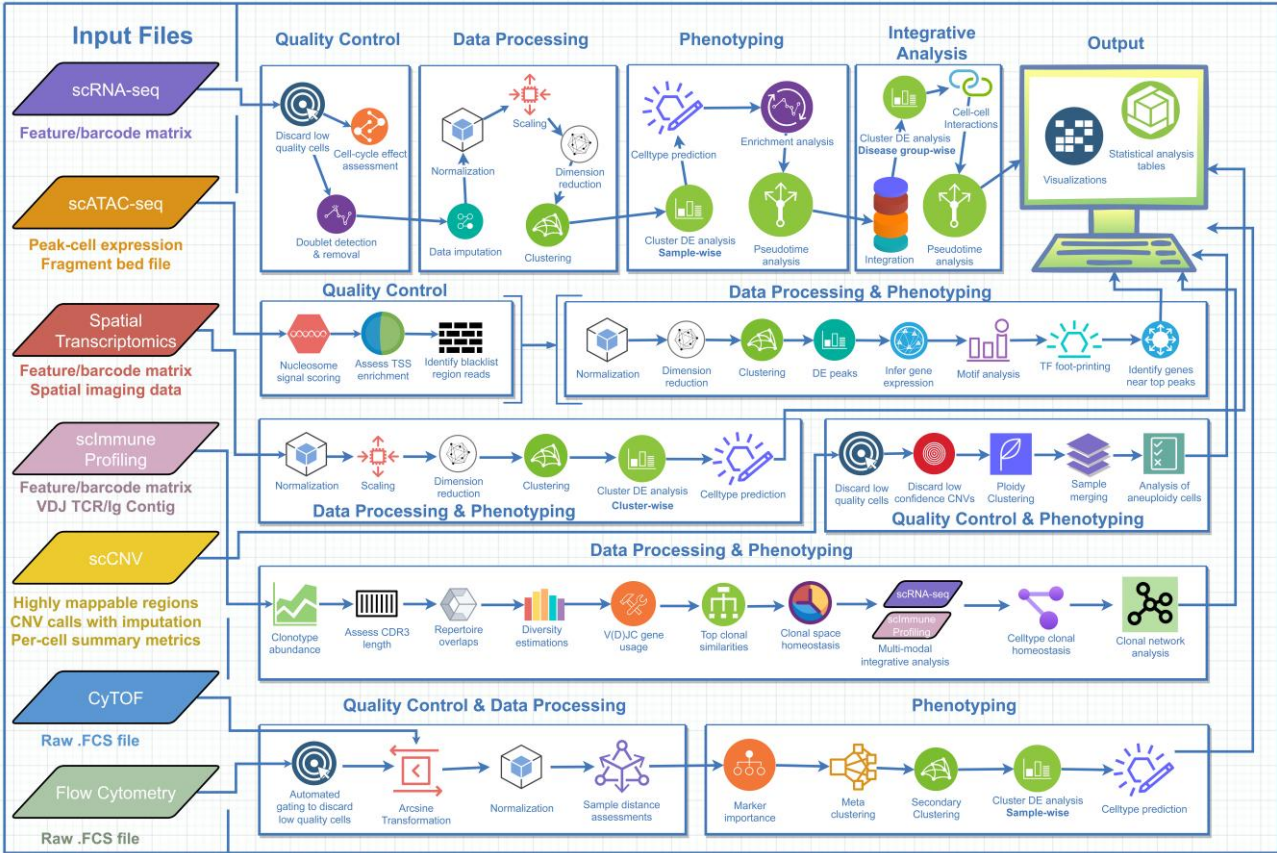 Input Files
scRNA-seq
Feature/barcode matrix
scATAC-seq
Peak-cell expression
Fragment bed file
Spatial
Transcriptomics
Feature/barcode matrix
Spatial imaging data
scImmune
Profiling
Feature/barcode matrix
VDJ TCR/Ig Contig
scCNV
Highly mappable regions
CNV calls with imputation
Per-cell summary metrics
CyTOF
Raw .FCS file
Flow Cytometry
Raw .FCS file
Quality Control
Discard low
quality cells
Cell-cycle effect
assessment
Doublet detection
& removal
Data Processing
Normalization
Scaling
Dimension
reduction
Data imputation
Clustering
Phenotyping
Celltype prediction
Enrichment analysis
Cluster DE analysis
Sample-wise
Pseudotime
analysis
Integrative
Analysis
Cluster DE analysis
Disease group-wise
Cell-cell
Interactions
Integration
Pseudotime
analysis
Output
Visualizations
Statistical analysis
tables
Quality Control
Nucleosome
signal scoring
Assess TSS
enrichment
Identify blacklist
region reads
Data Processing & Phenotyping
Normalization
Dimension
reduction
Clustering
DE peaks
Infer gene
expression
Motif analysis
TF foot-printing
Identify genes
near top peaks
Normalization
Scaling
Dimension
reduction
Clustering
Cluster DE analysis
Cluster-wise
Celltype prediction
Data Processing & Phenotyping
Discard low
quality cells
Discard low
confidence CNVs
Ploidy
Clustering
Sample
merging
Analysis of
aneuploidy cells
Quality Control & Phenotyping
Data Processing & Phenotyping
Clonotype
abundance
Assess CDR3
length
Repertoire
overlaps
Diversity
estimations
V(D)JC gene
usage
Top clonal
similarities
Clonal space
homeostasis
scRNA-seq
scImmune
Profiling
Multi-modal
integrative analysis
Celltype clonal
homeostasis
Clonal network
analysis
Quality Control & Data Processing
Automated
gating to discard
low quality cells
Arcsine
Transformation
Normalization
Sample distance
assessments
Phenotyping
Marker
importance
Meta
clustering
Secondary
Clustering
Cluster DE analysis
Sample-wise
Celltype prediction